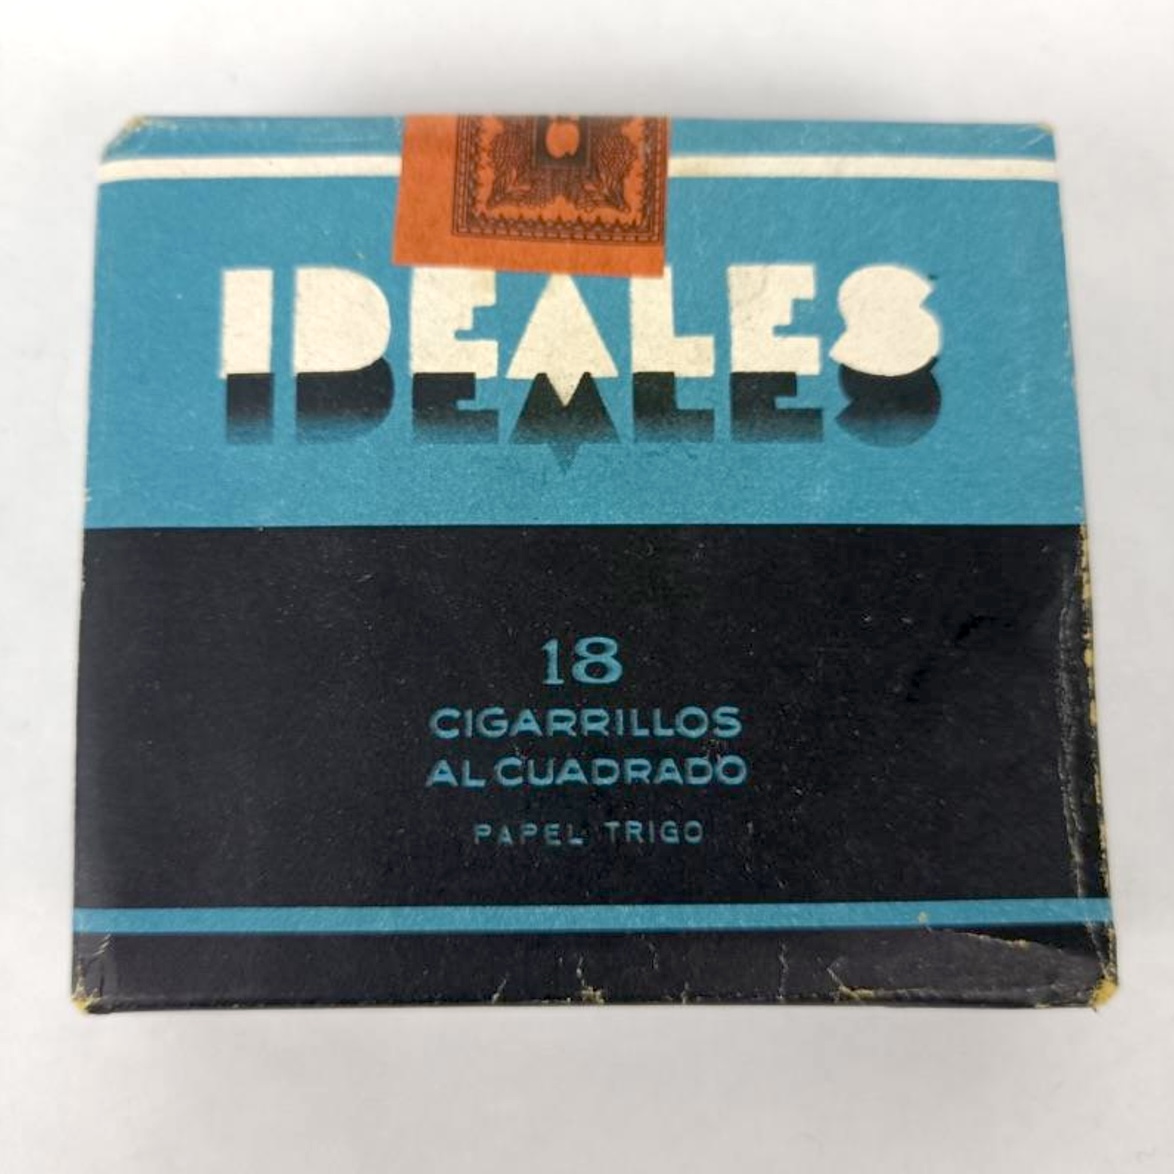 IDEALES
18
CIGARRILLOS
AL CUADRADO
PAPEL TRIGO